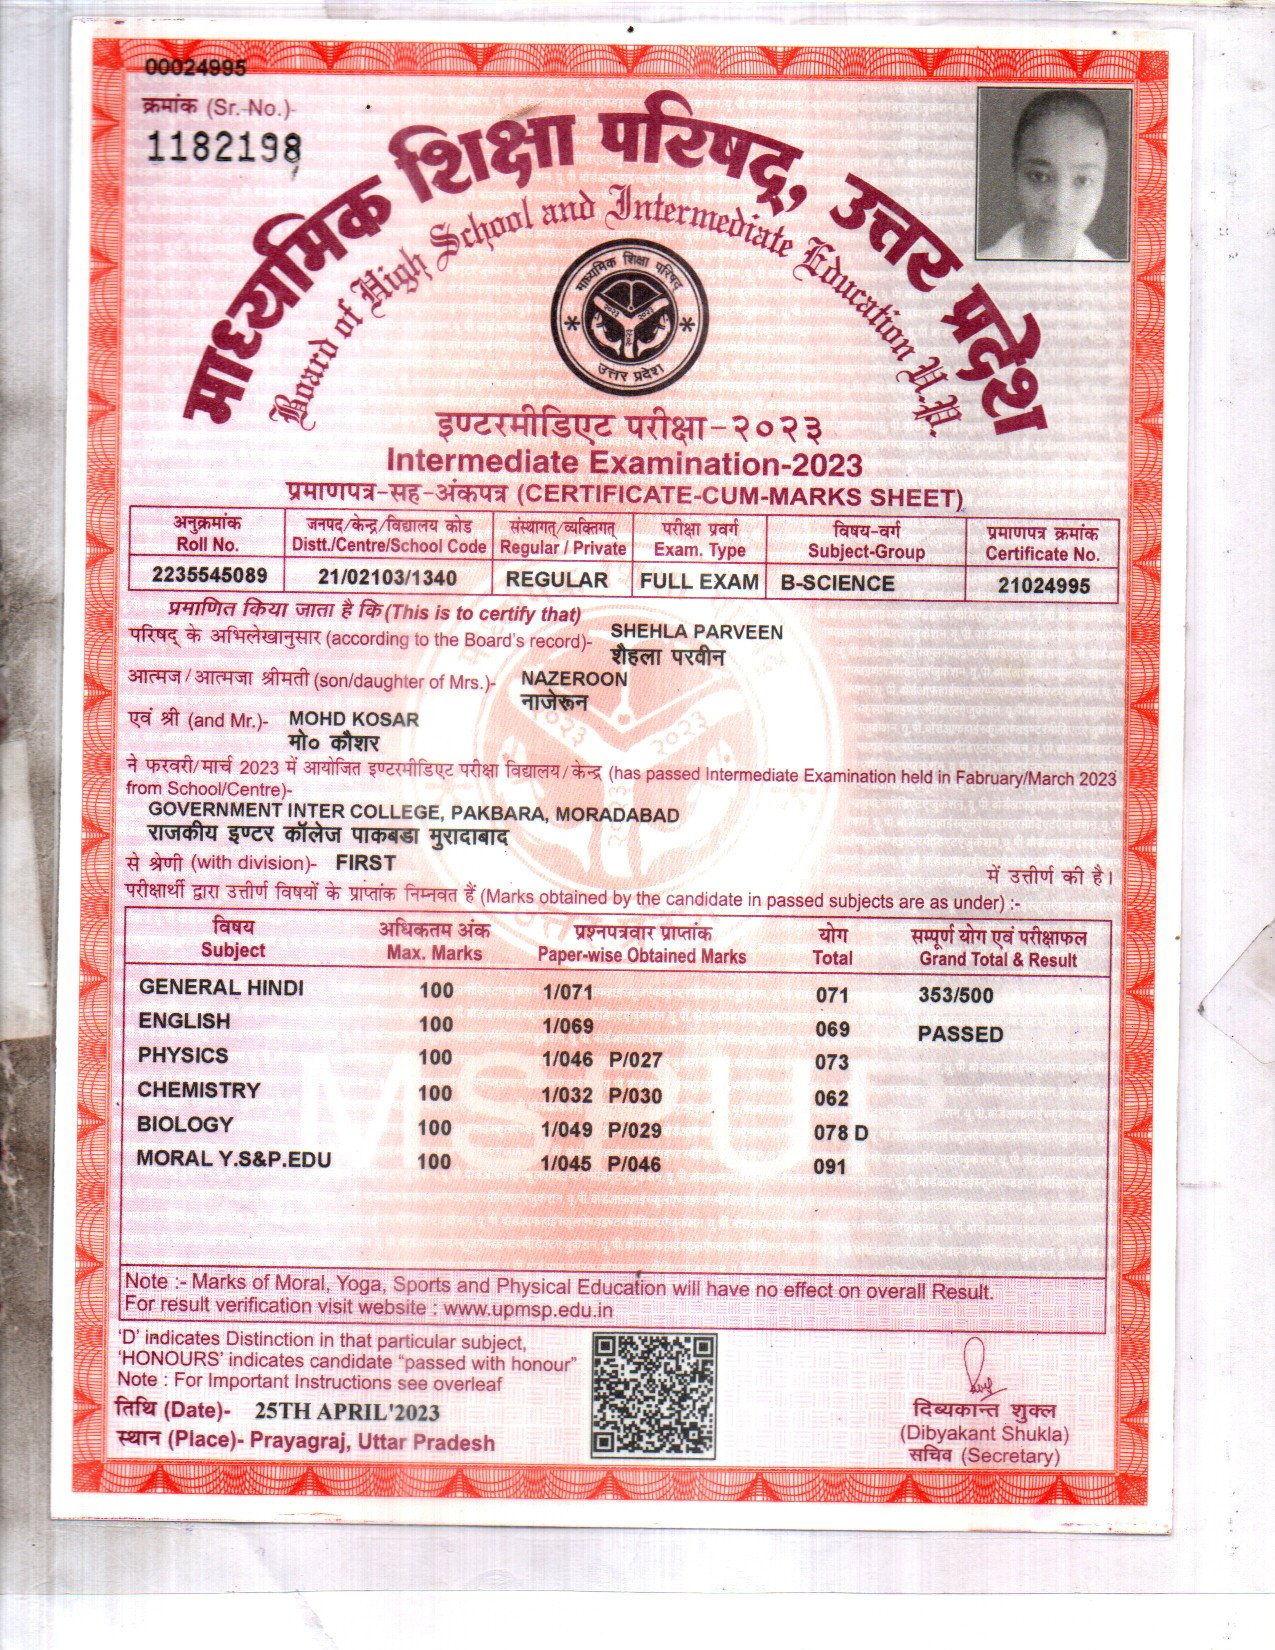 00024995
क्रमांक (Sr. No.)-
1182198
माध्यमिक शिक्षा परिषद्, उत्तर प्रदेश
Board of High School and Intermediate Education U.P.
माध्यमिक शिक्षा परिषद्
२०२३ २०२३
२०२३
उत्तर प्रदेश
इण्टरमीडिएट परीक्षा-२०२३
Intermediate Examination-2023
प्रमाणपत्र-सह-अंकपत्र (CERTIFICATE-CUM-MARKS SHEET)
अनुक्रमांक जनपद/केन्द्र/विद्यालय कोड संस्थागत/व्यक्तिगत् परीक्षा प्रवर्ग विषय-वर्ग प्रमाणपत्र क्रमांक
Roll No. Distt./Centre/School Code Regular / Private Exam. Type Subject-Group Certificate No.
2235545089 21/02103/1340 REGULAR FULL EXAM B-SCIENCE 21024995
प्रमाणित किया जाता है कि (This is to certify that)
परिषद् के अभिलेखानुसार (according to the Board's record)- SHEHLA PARVEEN
शैहला परवीन
आत्मज/आत्मजा श्रीमती (son/daughter of Mrs.)- NAZEROON
नाजेरून
एवं श्री (and Mr.)- MOHD KOSAR
मो० कौशर
ने फरवरी/मार्च 2023 में आयोजित इण्टरमीडिएट परीक्षा विद्यालय/केन्द्र (has passed Intermediate Examination held in Fabruary/March 2023
from School/Centre)-
GOVERNMENT INTER COLLEGE, PAKBARA, MORADABAD
राजकीय इण्टर कॉलेज पाकबडा मुरादाबाद
से श्रेणी (with division)- FIRST में उत्तीर्ण की है।
परीक्षार्थी द्वारा उत्तीर्ण विषयों के प्राप्तांक निम्नवत हैं (Marks obtained by the candidate in passed subjects are as under) :-
विषय अधिकतम अंक प्रश्नपत्रवार प्राप्तांक योग सम्पूर्ण योग एवं परीक्षाफल
Subject Max. Marks Paper-wise Obtained Marks Total Grand Total & Result
GENERAL HINDI 100 1/071 071 353/500
ENGLISH 100 1/069 069 PASSED
PHYSICS 100 1/046 P/027 073
CHEMISTRY 100 1/032 P/030 062
BIOLOGY 100 1/049 P/029 078 D
MORAL Y.S&P.EDU 100 1/045 P/046 091
Note :- Marks of Moral, Yoga, Sports and Physical Education will have no effect on overall Result.
For result verification visit website : www.upmsp.edu.in
'D' indicates Distinction in that particular subject,
'HONOURS' indicates candidate "passed with honour"
Note : For Important Instructions see overleaf
तिथि (Date)- 25TH APRIL'2023
स्थान (Place)- Prayagraj, Uttar Pradesh
दिब्यकान्त शुक्ल
(Dibyakant Shukla)
सचिव (Secretary)